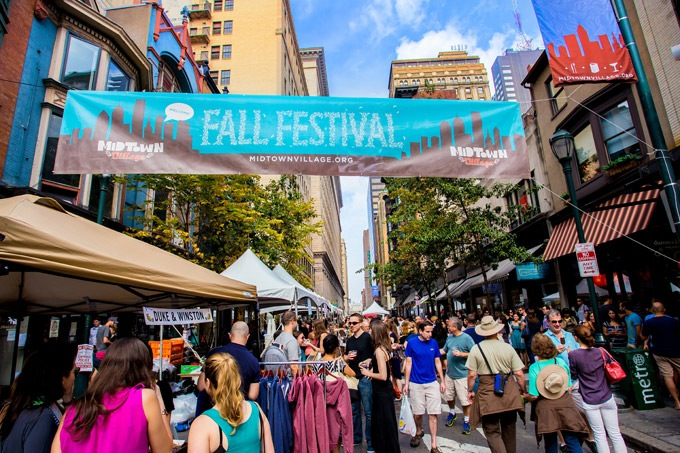 FALL FESTIVAL
MIDTOWN
Village
MIDTOWNVILLAGE.ORG
MIDTOWN
Village
MIDTOWNVILLAGE.ORG
DUKE & WINSTON
metro